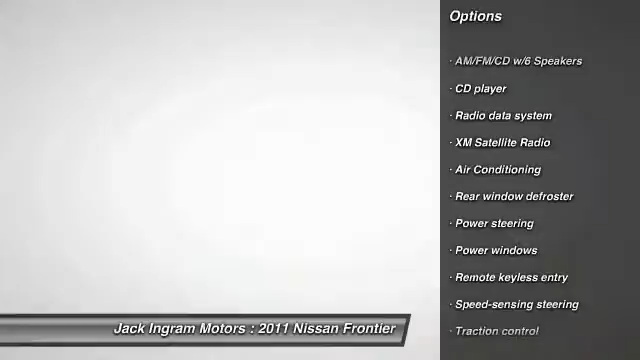 Options
· AM/FM/CD w/6 Speakers
· CD player
· Radio data system
· XM Satellite Radio
· Air Conditioning
· Rear window defroster
· Power steering
· Power windows
· Remote keyless entry
· Speed-sensing steering
· Traction control
Jack Ingram Motors : 2011 Nissan Frontier